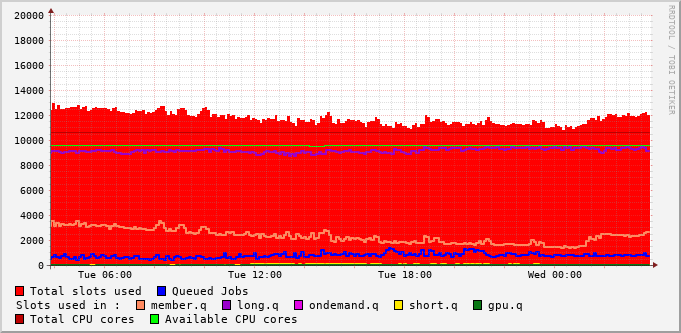 RRDTOOL / TOBI OETIKER
20000
18000
16000
14000
12000
10000
8000
6000
4000
2000
0
Tue 06:00 Tue 12:00 Tue 18:00 Wed 00:00
Total slots used Queued Jobs
Slots used in : member.q long.q ondemand.q short.q gpu.q
Total CPU cores Available CPU cores